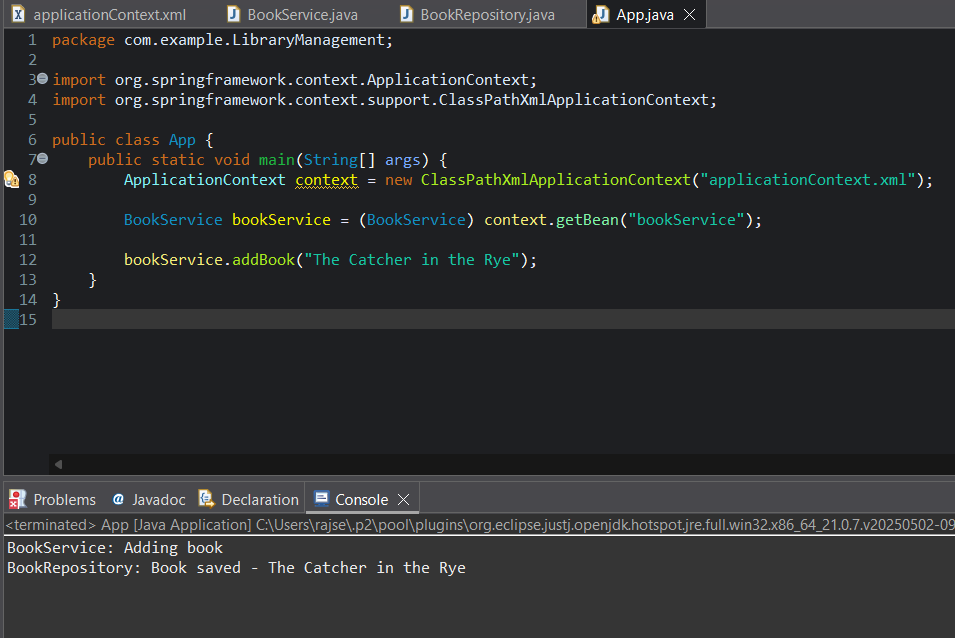 applicationContext.xml BookService.java BookRepository.java App.java
1 package com.example.LibraryManagement;
2
3 import org.springframework.context.ApplicationContext;
4 import org.springframework.context.support.ClassPathXmlApplicationContext;
5
6 public class App {
7 public static void main(String[] args) {
8 ApplicationContext context = new ClassPathXmlApplicationContext("applicationContext.xml");
9
10 BookService bookService = (BookService) context.getBean("bookService");
11
12 bookService.addBook("The Catcher in the Rye");
13 }
14 }
15
Problems @ Javadoc Declaration Console
<terminated> App [Java Application] C:\Users\rajse\.p2\pool\plugins\org.eclipse.justj.openjdk.hotspot.jre.full.win32.x86_64_21.0.7.v20250502-09
BookService: Adding book
BookRepository: Book saved - The Catcher in the Rye